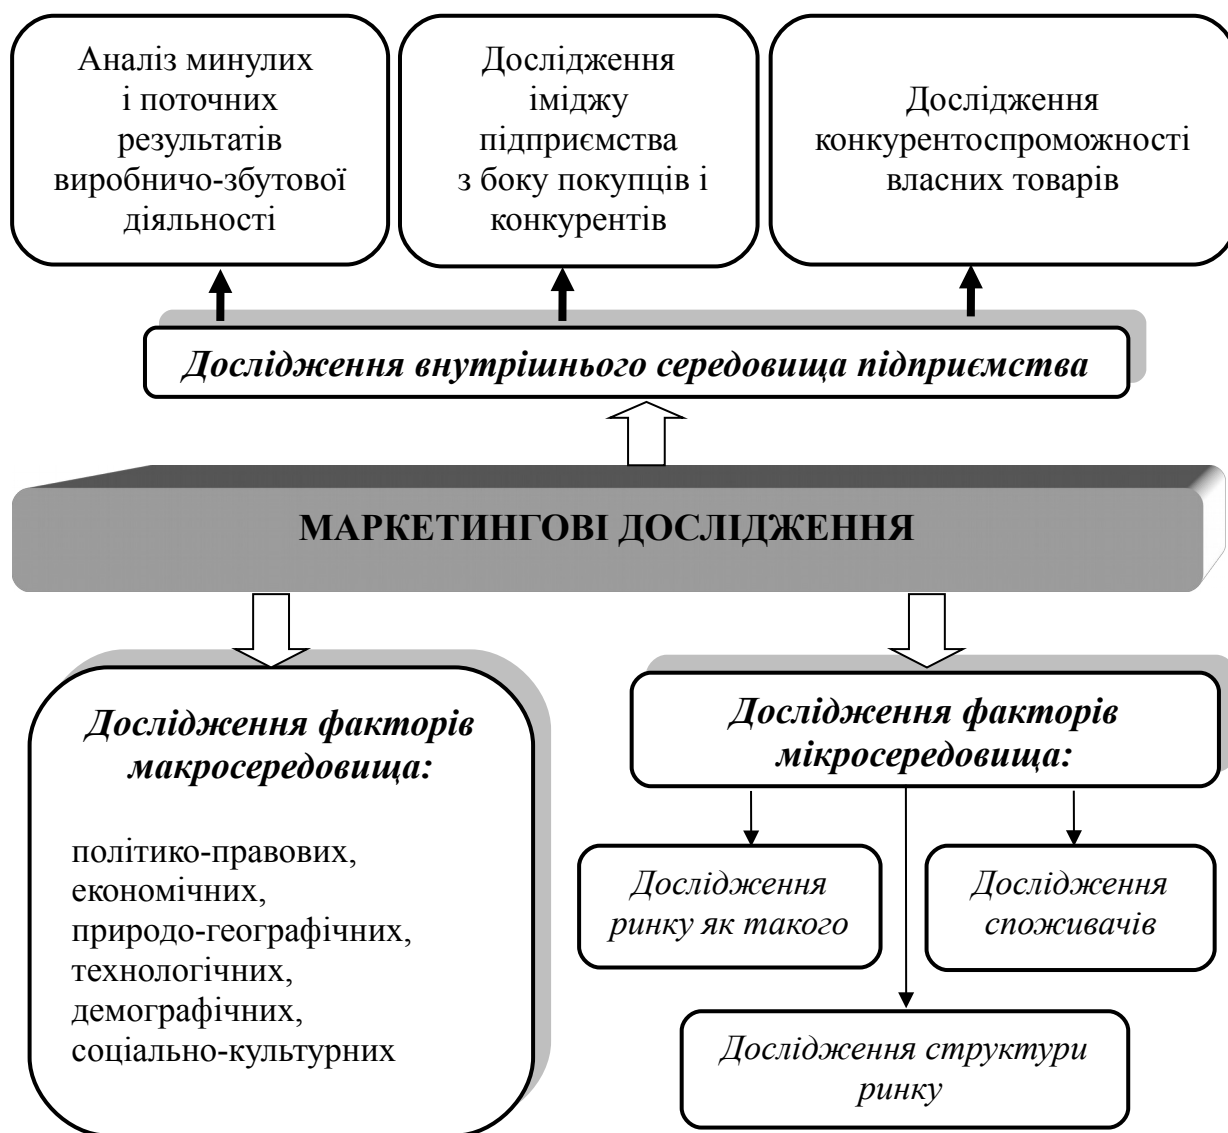 Аналіз минулих
і поточних
результатів
виробничо-збутової
діяльності
Дослідження
іміджу
підприємства
з боку покупців і
конкурентів
Дослідження
конкурентоспроможності
власних товарів
Дослідження внутрішнього середовища підприємства
МАРКЕТИНГОВІ ДОСЛІДЖЕННЯ
Дослідження факторів
макросередовища:
політико-правових,
економічних,
природо-географічних,
технологічних,
демографічних,
соціально-культурних
Дослідження факторів
мікросередовища:
Дослідження
ринку як такого
Дослідження
споживачів
Дослідження структури
ринку